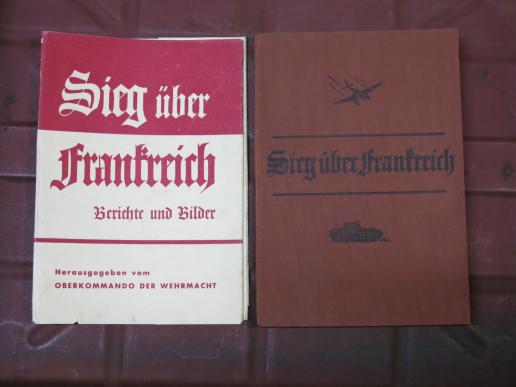 Sieg über
Frankreich
Berichte und Bilder
Herausgegeben vom
OBERKOMMANDO DER WEHRMACHT
Sieg über Frankreich